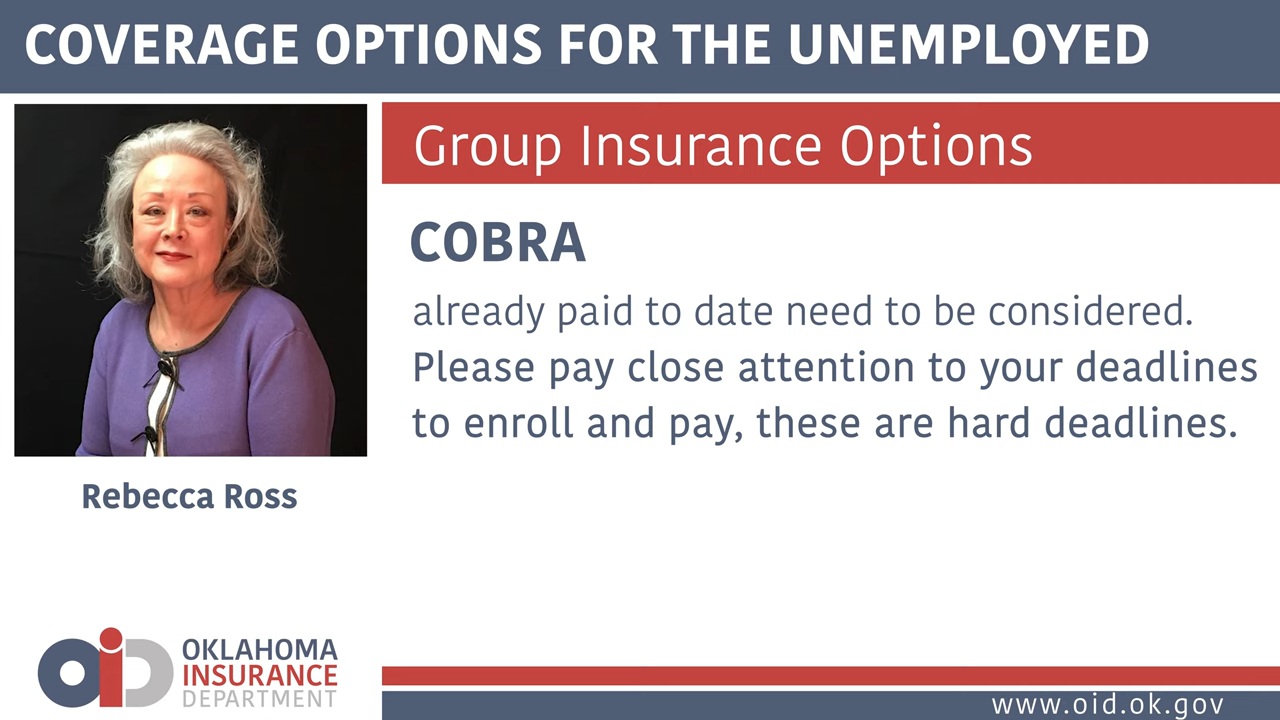 COVERAGE OPTIONS FOR THE UNEMPLOYED
Group Insurance Options
COBRA
already paid to date need to be considered.
Please pay close attention to your deadlines
to enroll and pay, these are hard deadlines.
Rebecca Ross
OID
OKLAHOMA
INSURANCE
DEPARTMENT
www.oid.ok.gov